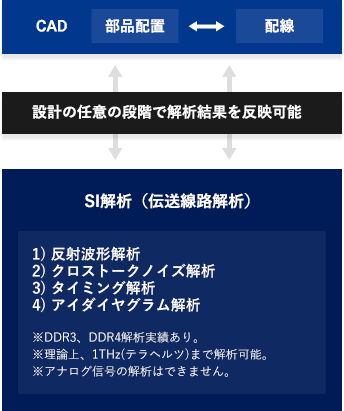 CAD 部品配置 配線
設計の任意の段階で解析結果を反映可能
SI解析（伝送線路解析）
1) 反射波形解析
2) クロストークノイズ解析
3) タイミング解析
4) アイダイヤグラム解析
※DDR3、DDR4解析実績あり。
※理論上、1THz(テラヘルツ)まで解析可能。
※アナログ信号の解析はできません。